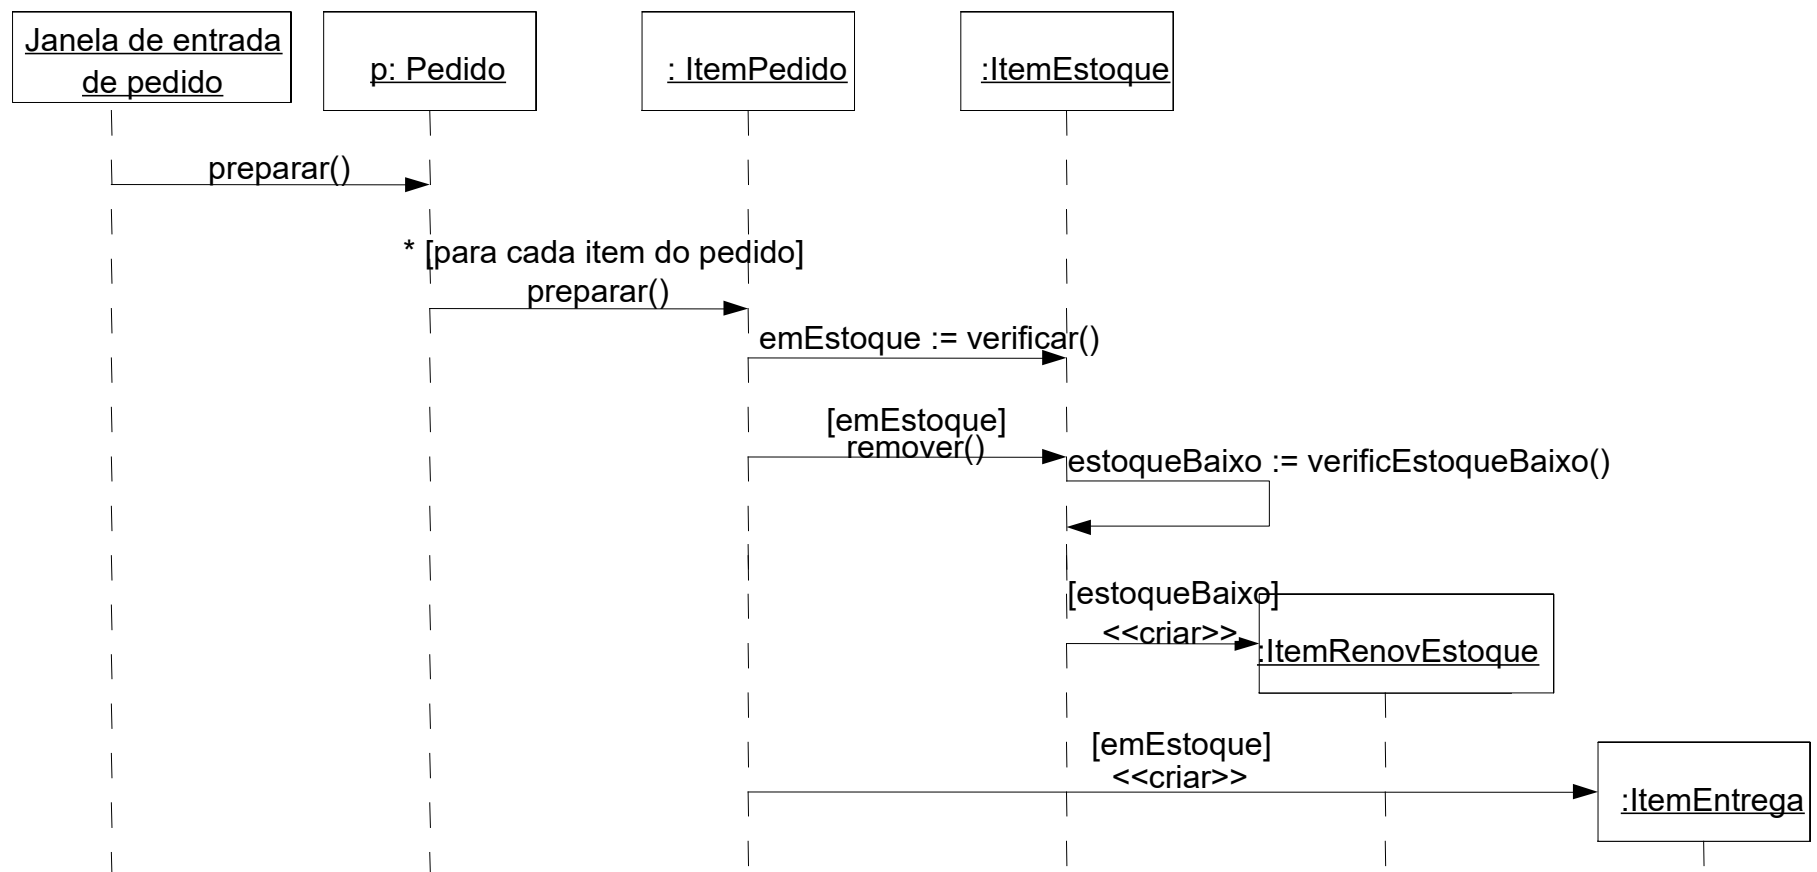 Janela de entrada
de pedido
p: Pedido
: ItemPedido
:ItemEstoque
preparar()
* [para cada item do pedido]
preparar()
emEstoque := verificar()
[emEstoque]
remover()
estoqueBaixo := verificEstoqueBaixo()
[estoqueBaixo]
<<criar>>
:ItemRenovEstoque
[emEstoque]
<<criar>>
:ItemEntrega